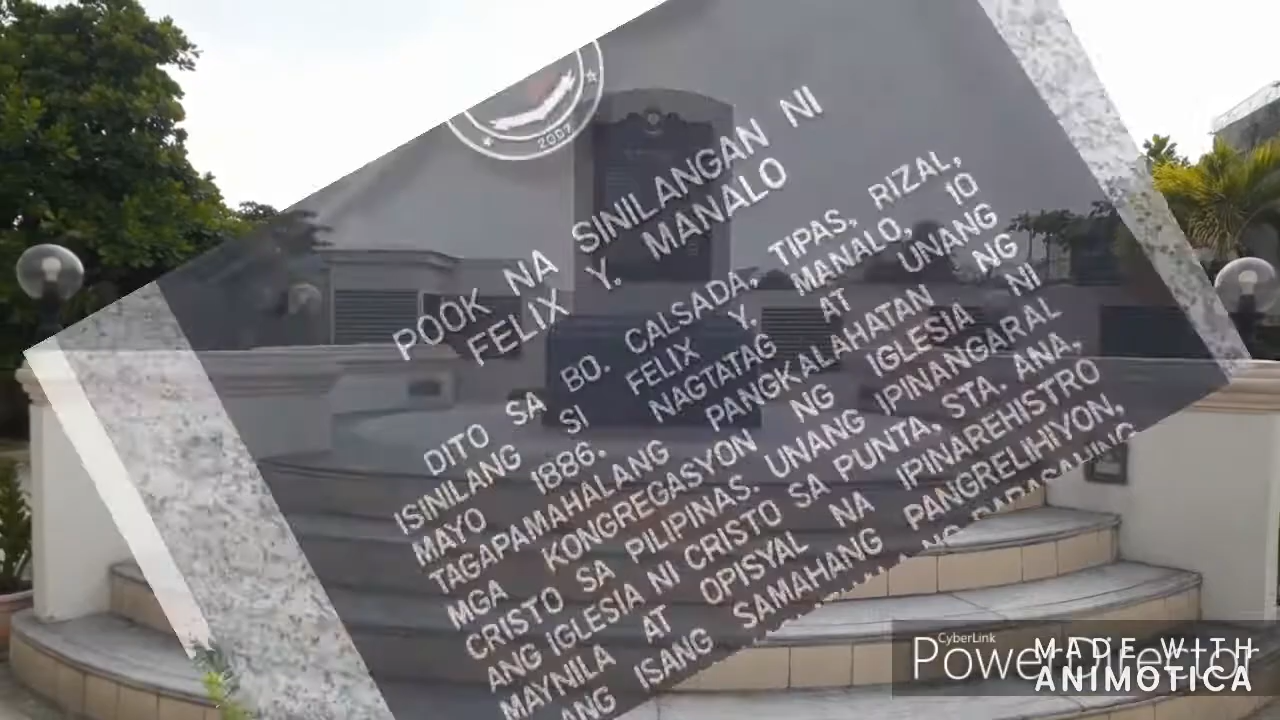 2007
POOK NA SINILANGAN NI
FELIX Y. MANALO
DITO SA BO. CALSADA, TIPAS, RIZAL,
ISINILANG SI FELIX Y. MANALO, 10
MAYO 1886. NAGTATAG AT UNANG
TAGAPAMAHALANG PANGKALAHATAN NG
MGA KONGREGASYON NG IGLESIA NI
CRISTO SA PILIPINAS. UNANG IPINANGARAL
ANG IGLESIA NI CRISTO SA PUNTA, STA. ANA,
MAYNILA AT OPISYAL NA IPINAREHISTRO
ANG ISANG SAMAHANG PANGRELIHIYON,
CyberLink
PowerDirector
MADE WITH
ANIMOTICA